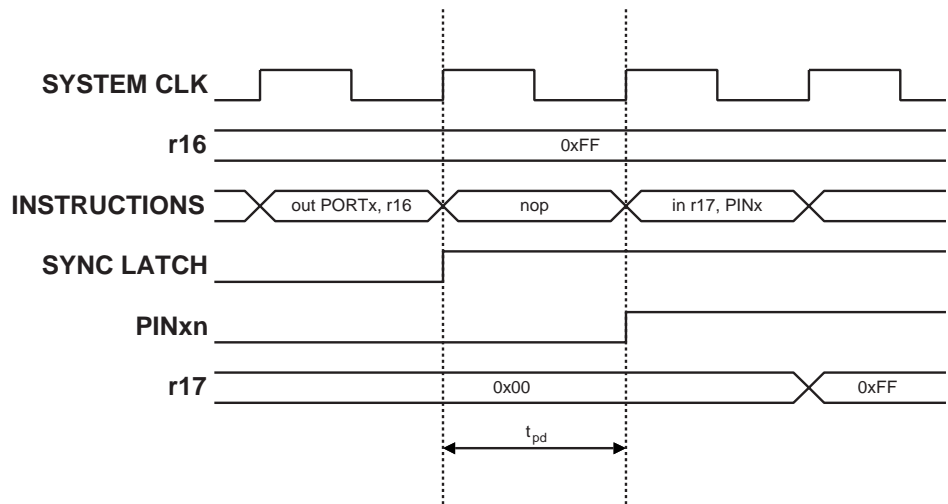 SYSTEM CLK
r16
0xFF
INSTRUCTIONS
out PORTx, r16
nop
in r17, PINx
SYNC LATCH
PINxn
r17
0x00
0xFF
tpd